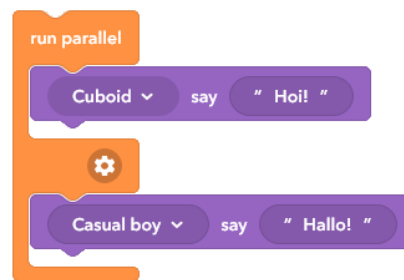 run parallel
Cuboid say " Hoi! "
Casual boy say " Hallo! "